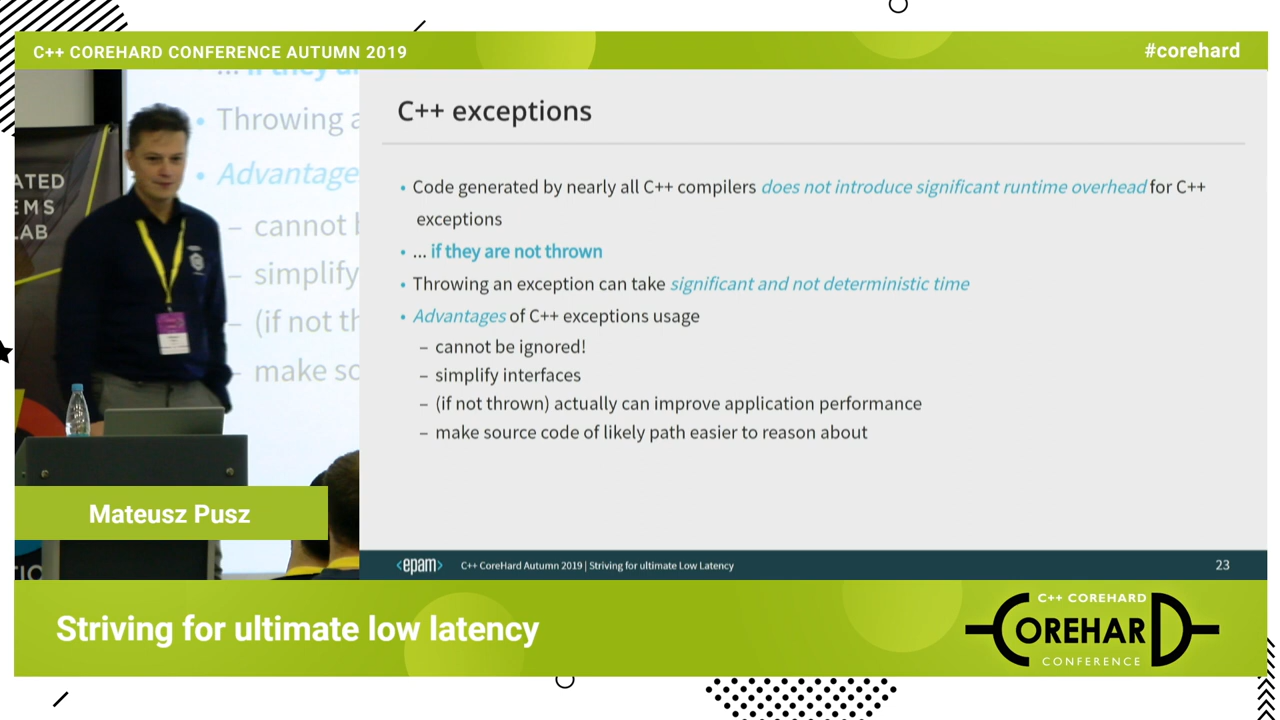 C++ COREHARD CONFERENCE AUTUMN 2019
#corehard
ATED
EMS
LAB
Throwing
• Advantage
– cannot
– simplify
– (if not th
– make so
C++ exceptions
• Code generated by nearly all C++ compilers does not introduce significant runtime overhead for C++
exceptions
• ... if they are not thrown
• Throwing an exception can take significant and not deterministic time
• Advantages of C++ exceptions usage
– cannot be ignored!
– simplify interfaces
– (if not thrown) actually can improve application performance
– make source code of likely path easier to reason about
Mateusz Pusz
<epam>
C++ CoreHard Autumn 2019 | Striving for ultimate Low Latency
23
Striving for ultimate low latency
C++ COREHARD
COREHARD
CONFERENCE